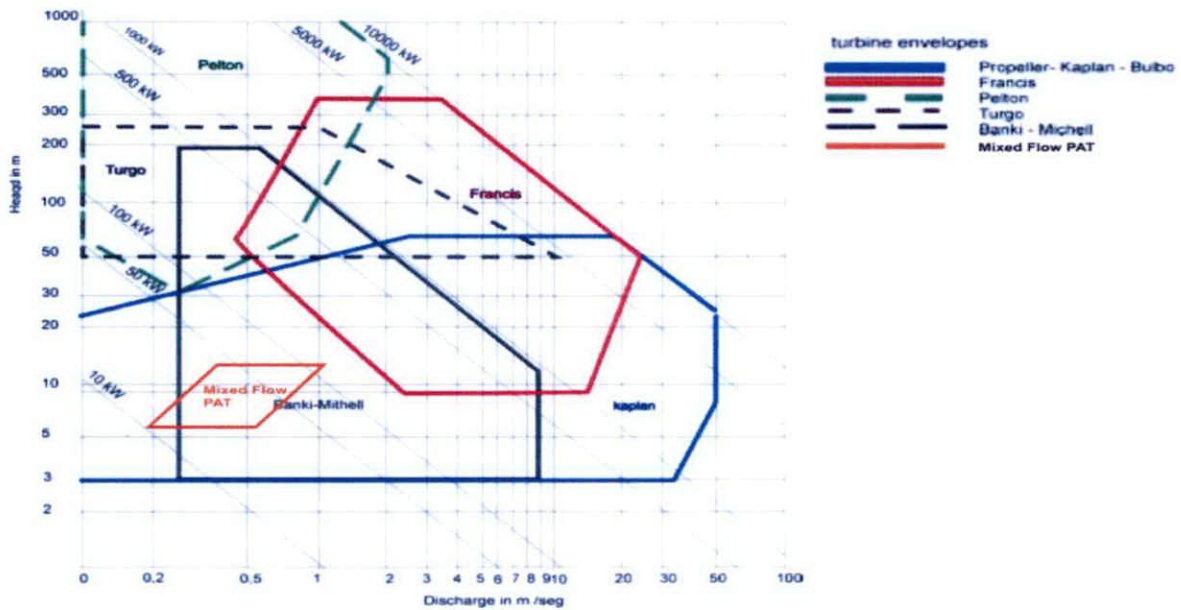 1000
500
300
200
100
50
30
20
10
5
3
2
Heagd in m
1000 kW
5000 kW
10000 kW
500 kW
100 kW
50 kW
10 kW
Pelton
Turgo
Francis
Mixed Flow
PAT
Banki-Mithell
kaplan
0 0,2 0,5 1 2 3 4 5 6 7 8 910 20 30 50 100
Discharge in m /seg
turbine envelopes
Propeller- Kaplan - Bulbo
Francis
Pelton
Turgo
Banki - Michell
Mixed Flow PAT